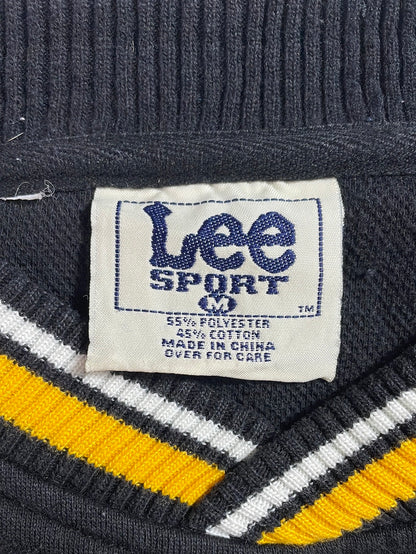 Lee
SPORT
M
TM
55% POLYESTER
45% COTTON
MADE IN CHINA
OVER FOR CARE